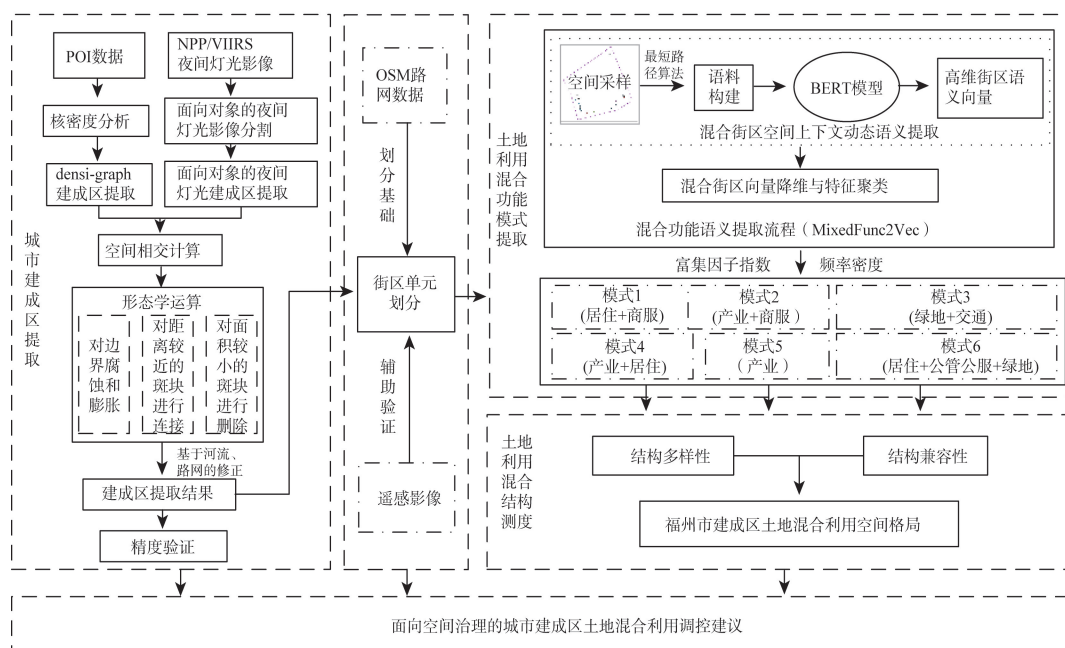 POI数据
NPP/VIIRS
夜间灯光影像
核密度分析
面向对象的夜间
灯光影像分割
densi-graph
建成区提取
面向对象的夜间
灯光建成区提取
空间相交计算
形态学运算
对边
界腐
蚀和
膨胀
对距
离较
近的
斑块
进行
连接
对面
积较
小的
斑块
进行
删除
基于河流、
路网的修正
建成区提取结果
精度验证
城市建成区提取
OSM路
网数据
划分基础
街区单元
划分
辅助验证
遥感影像
土地
利用
混合
功能
模式
提取
空间采样
最短路
径算法
语料
构建
BERT模型
高维街区语
义向量
混合街区空间上下文动态语义提取
混合街区向量降维与特征聚类
混合功能语义提取流程（MixedFunc2Vec）
富集因子指数
频率密度
模式1
(居住+商服)
模式2
(产业+商服）
模式3
(绿地+交通)
模式4
(产业+居住)
模式5
（产业）
模式6
(居住+公管公服+绿地)
土地
利用
混合
结构
测度
结构多样性
结构兼容性
福州市建成区土地混合利用空间格局
面向空间治理的城市建成区土地混合利用调控建议